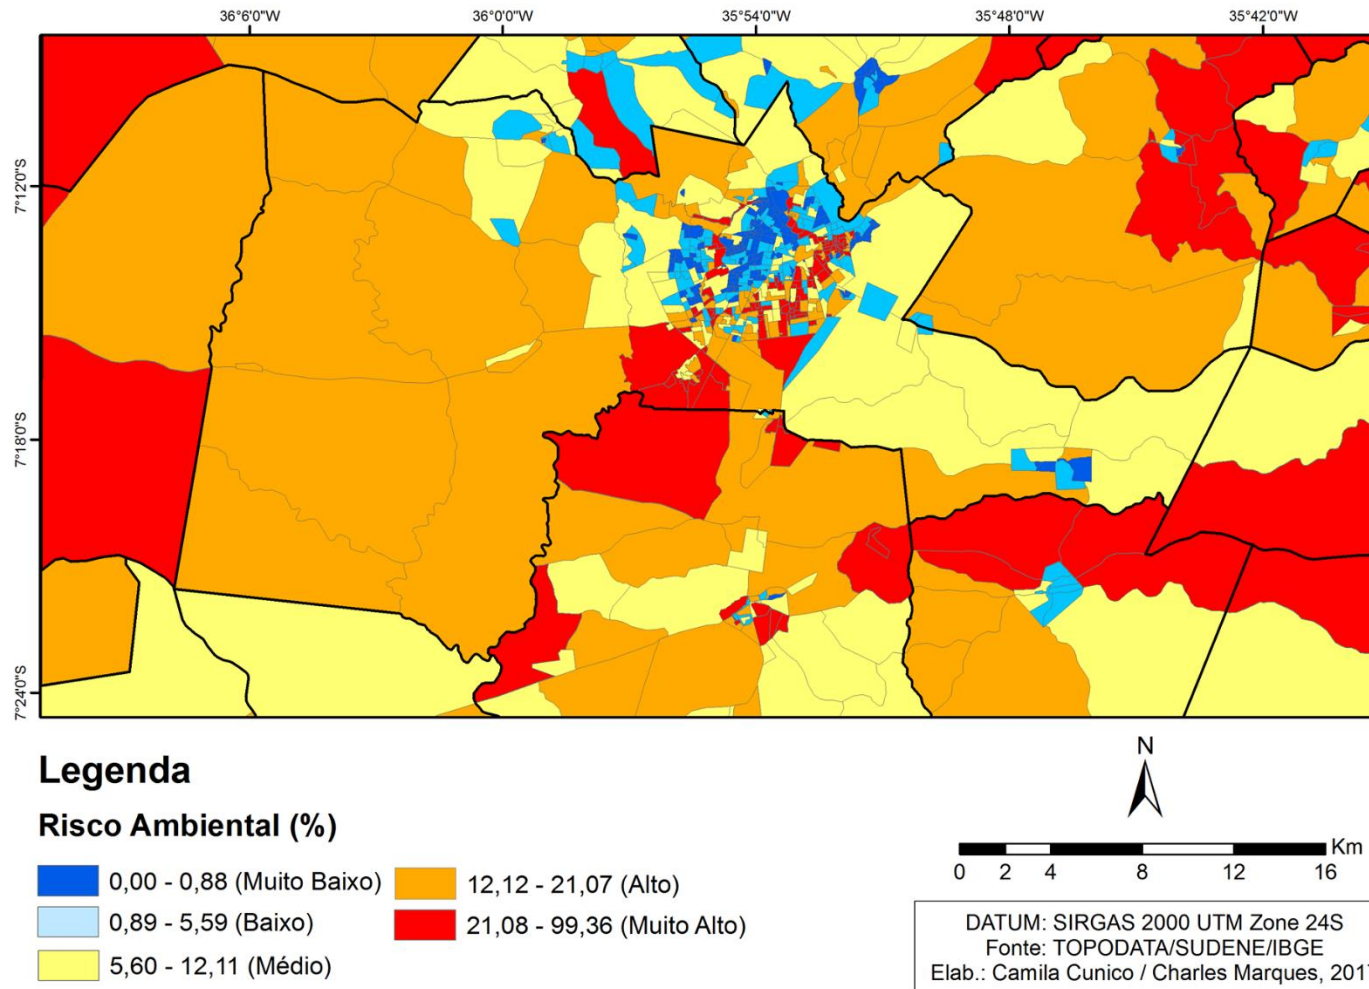 36°6'0"W 36°0'0"W 35°54'0"W 35°48'0"W 35°42'0"W
7°12'0"S
7°18'0"S
7°24'0"S
Legenda
Risco Ambiental (%)
0,00 - 0,88 (Muito Baixo)
0,89 - 5,59 (Baixo)
5,60 - 12,11 (Médio)
12,12 - 21,07 (Alto)
21,08 - 99,36 (Muito Alto)
N
Km
0 2 4 8 12 16
DATUM: SIRGAS 2000 UTM Zone 24S
Fonte: TOPODATA/SUDENE/IBGE
Elab.: Camila Cunico / Charles Marques, 2017